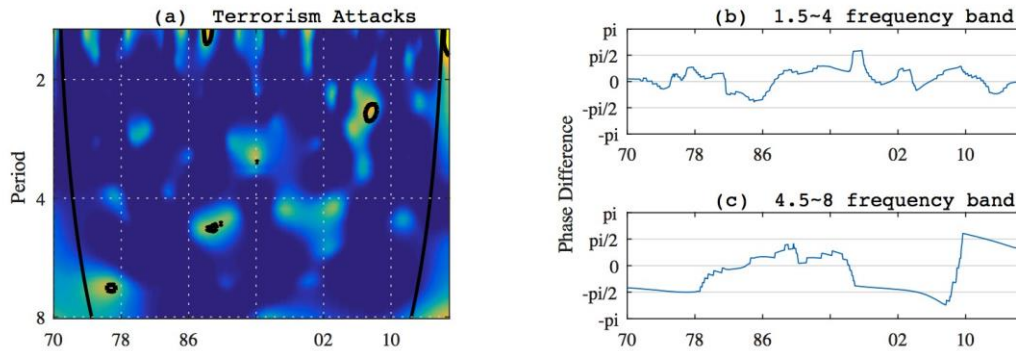 (a) Terrorism Attacks
Period
2
4
8
70 78 86 02 10
(b) 1.5~4 frequency band
Phase Difference
pi
pi/2
0
-pi/2
-pi
70 78 86 02 10
(c) 4.5~8 frequency band
pi
pi/2
0
-pi/2
-pi
70 78 86 02 10